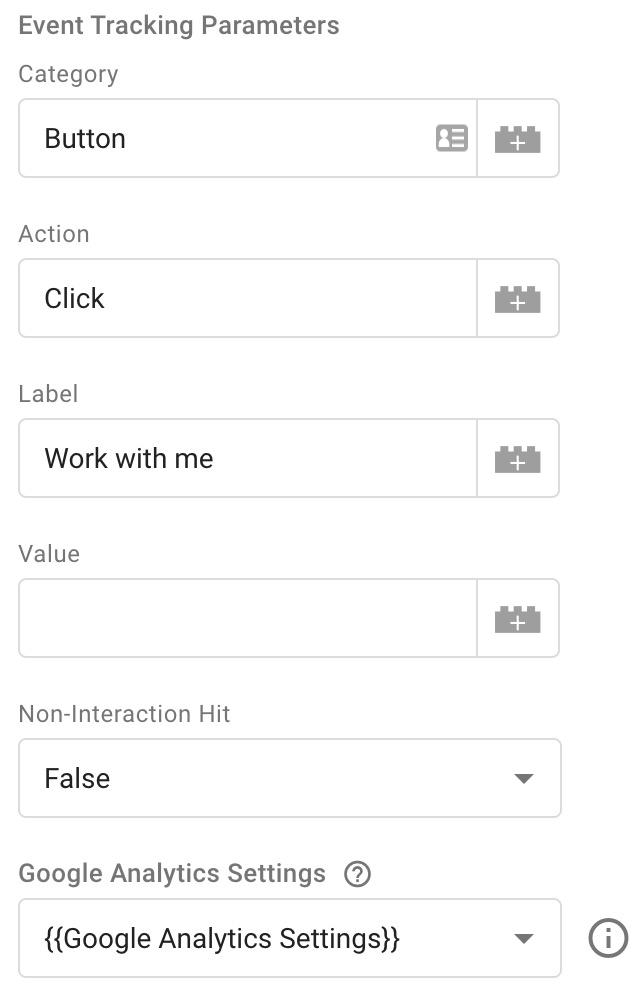 Event Tracking Parameters
Category
Button
Action
Click
Label
Work with me
Value
Non-Interaction Hit
False
Google Analytics Settings
{{Google Analytics Settings}}